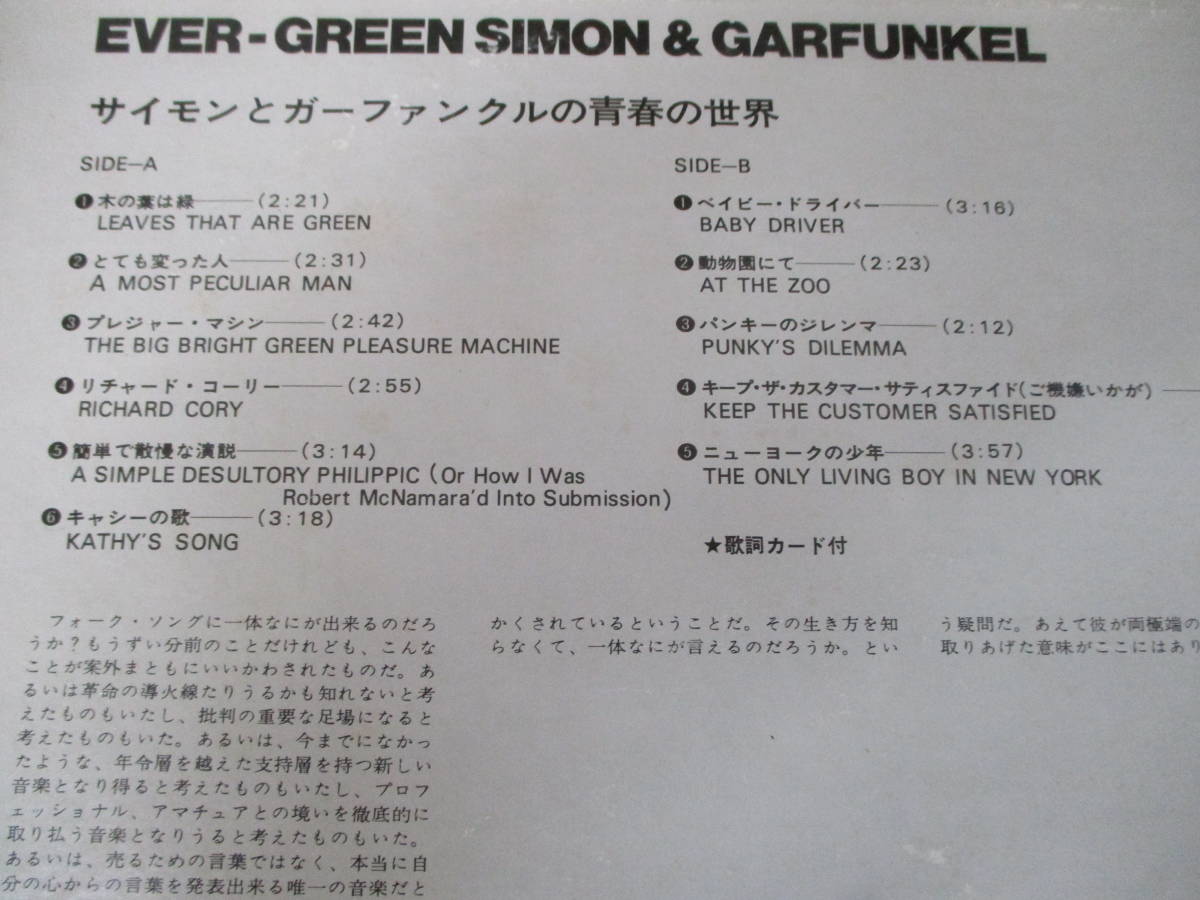 EVER-GREEN SIMON & GARFUNKEL
サイモンとガーファンクルの青春の世界
SIDE—A
❶木の葉は緑———(2:21)
LEAVES THAT ARE GREEN
❷とても変った人———(2:31)
A MOST PECULIAR MAN
❸プレジャー・マシン———(2:42)
THE BIG BRIGHT GREEN PLEASURE MACHINE
❹リチャード・コーリー———(2:55)
RICHARD CORY
❺簡単で散慢な演説———(3:14)
A SIMPLE DESULTORY PHILIPPIC (Or How I Was
Robert McNamara'd Into Submission)
❻キャシーの歌———(3:18)
KATHY'S SONG
SIDE—B
❶ベイビー・ドライバー———(3:16)
BABY DRIVER
❷動物園にて———(2:23)
AT THE ZOO
❸パンキーのジレンマ———(2:12)
PUNKY'S DILEMMA
❹キープ・ザ・カスタマー・サティスファイド(ご機嫌いかが)——
KEEP THE CUSTOMER SATISFIED
❺ニューヨークの少年———(3:57)
THE ONLY LIVING BOY IN NEW YORK
★歌詞カード付
フォーク・ソングに一体なにが出来るのだろ
うか?もうずい分前のことだけれども、こんな
ことが案外まともにいいかわされたものだ。あ
るいは革命の導火線たりうるかも知れないと考
えたものもいたし、批判の重要な足場になると
考えたものもいた。あるいは、今までになかっ
たような、年令層を越えた支持層を持つ新しい
音楽となり得ると考えたものもいたし、プロフ
ェッショナル、アマチュアとの境いを徹底的に
取り払う音楽となりうると考えたものもいた。
あるいは、売るための言葉ではなく、本当に自
分の心からの言葉を発表出来る唯一の音楽だと
かくされているということだ。その生き方を知
らなくて、一体なにが言えるのだろうか。とい
う疑問だ。あえて彼が両極端の
取りあげた意味がここにはあり